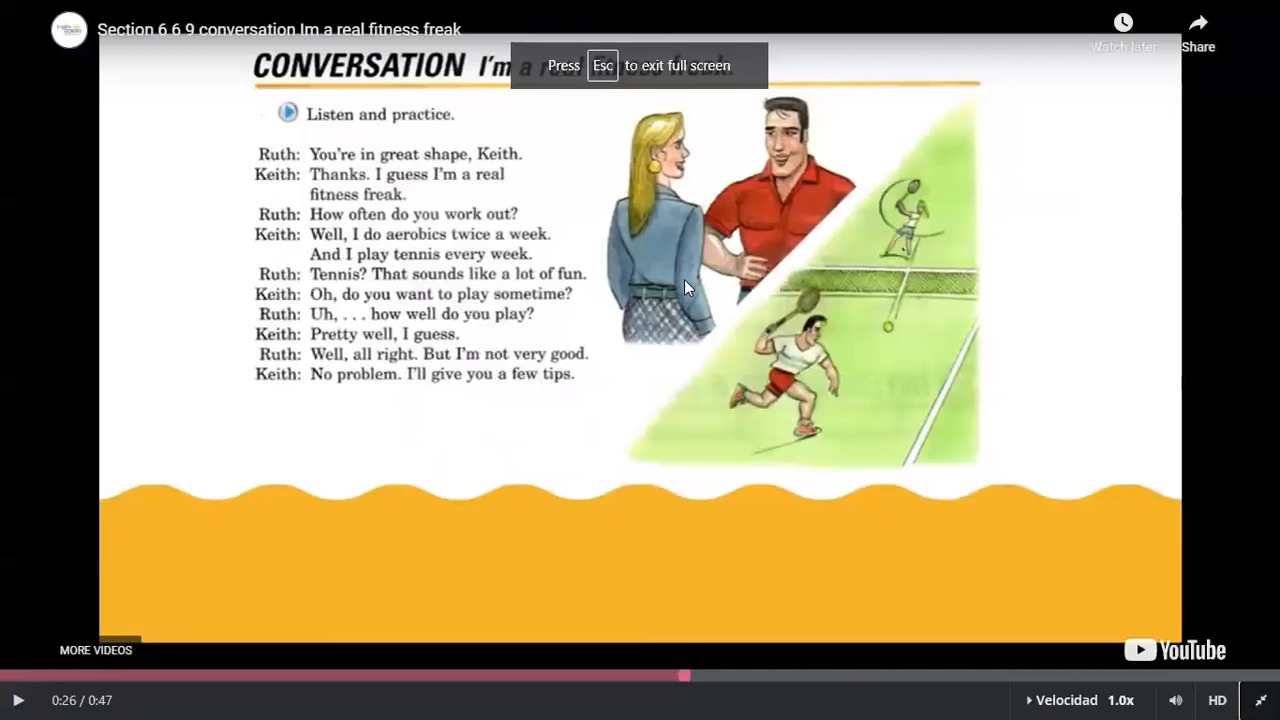 Section 6 6 9 conversation Im a real fitness freak
Watch later
Share
CONVERSATION I'm a real fitness freak.
Press Esc to exit full screen
Listen and practice.
Ruth: You're in great shape, Keith.
Keith: Thanks. I guess I'm a real
fitness freak.
Ruth: How often do you work out?
Keith: Well, I do aerobics twice a week.
And I play tennis every week.
Ruth: Tennis? That sounds like a lot of fun.
Keith: Oh, do you want to play sometime?
Ruth: Uh, . . . how well do you play?
Keith: Pretty well, I guess.
Ruth: Well, all right. But I'm not very good.
Keith: No problem. I'll give you a few tips.
MORE VIDEOS
YouTube
0:26 / 0:47
Velocidad 1.0x
HD